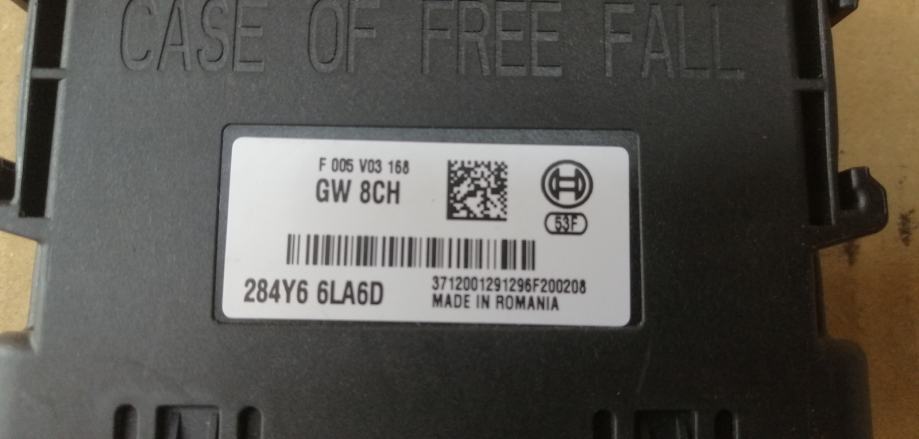 CASE OF FREE FALL
F 005 V03 168
GW 8CH
53F
284Y6 6LA6D
3712001291296F200208
MADE IN ROMANIA